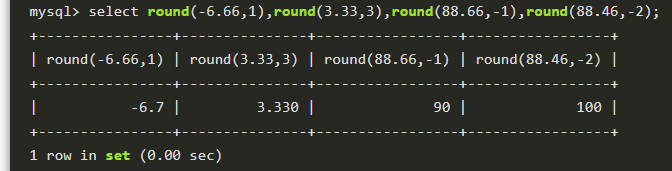 mysql> select round(-6.66,1),round(3.33,3),round(88.66,-1),round(88.46,-2);
+----------------+---------------+-----------------+-----------------+
| round(-6.66,1) | round(3.33,3) | round(88.66,-1) | round(88.46,-2) |
+----------------+---------------+-----------------+-----------------+
|           -6.7 |         3.330 |              90 |             100 |
+----------------+---------------+-----------------+-----------------+
1 row in set (0.00 sec)